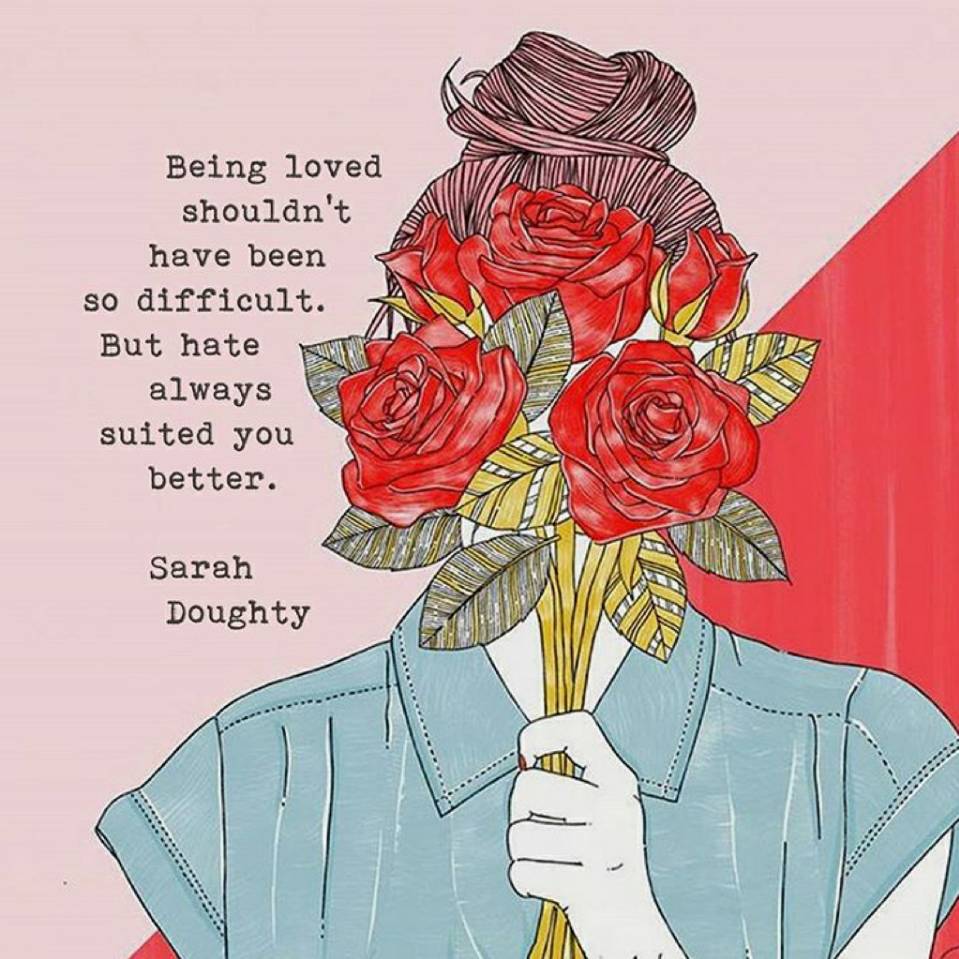 Being loved
shouldn't
have been
so difficult.
But hate
always
suited you
better.
Sarah
Doughty